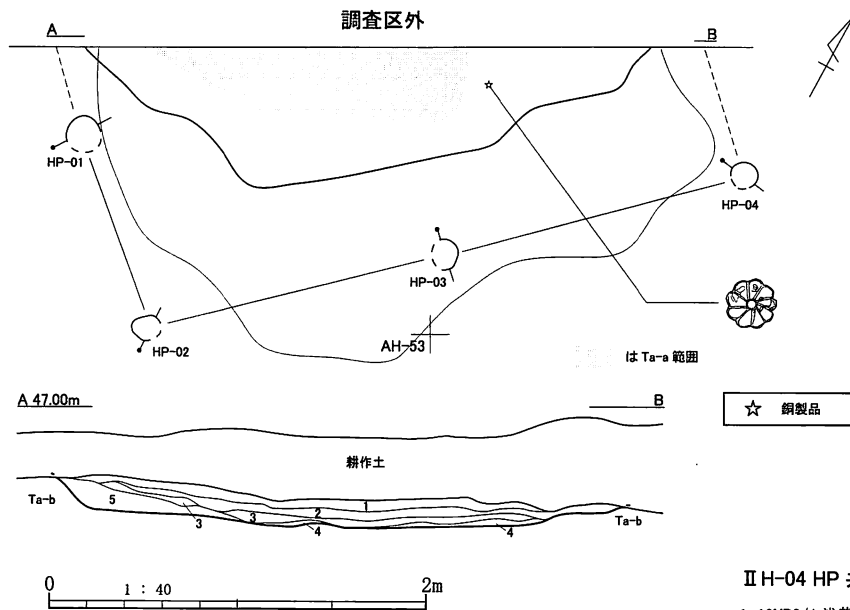 調査区外
A
B
HP-01
HP-04
HP-03
HP-02
AH-53
は Ta-a 範囲
A 47.00m
B
☆ 銅製品
耕作土
Ta-b
5
1
2
3
3
4
4
Ta-b
0
1 : 40
2m
Ⅱ H-04 HP